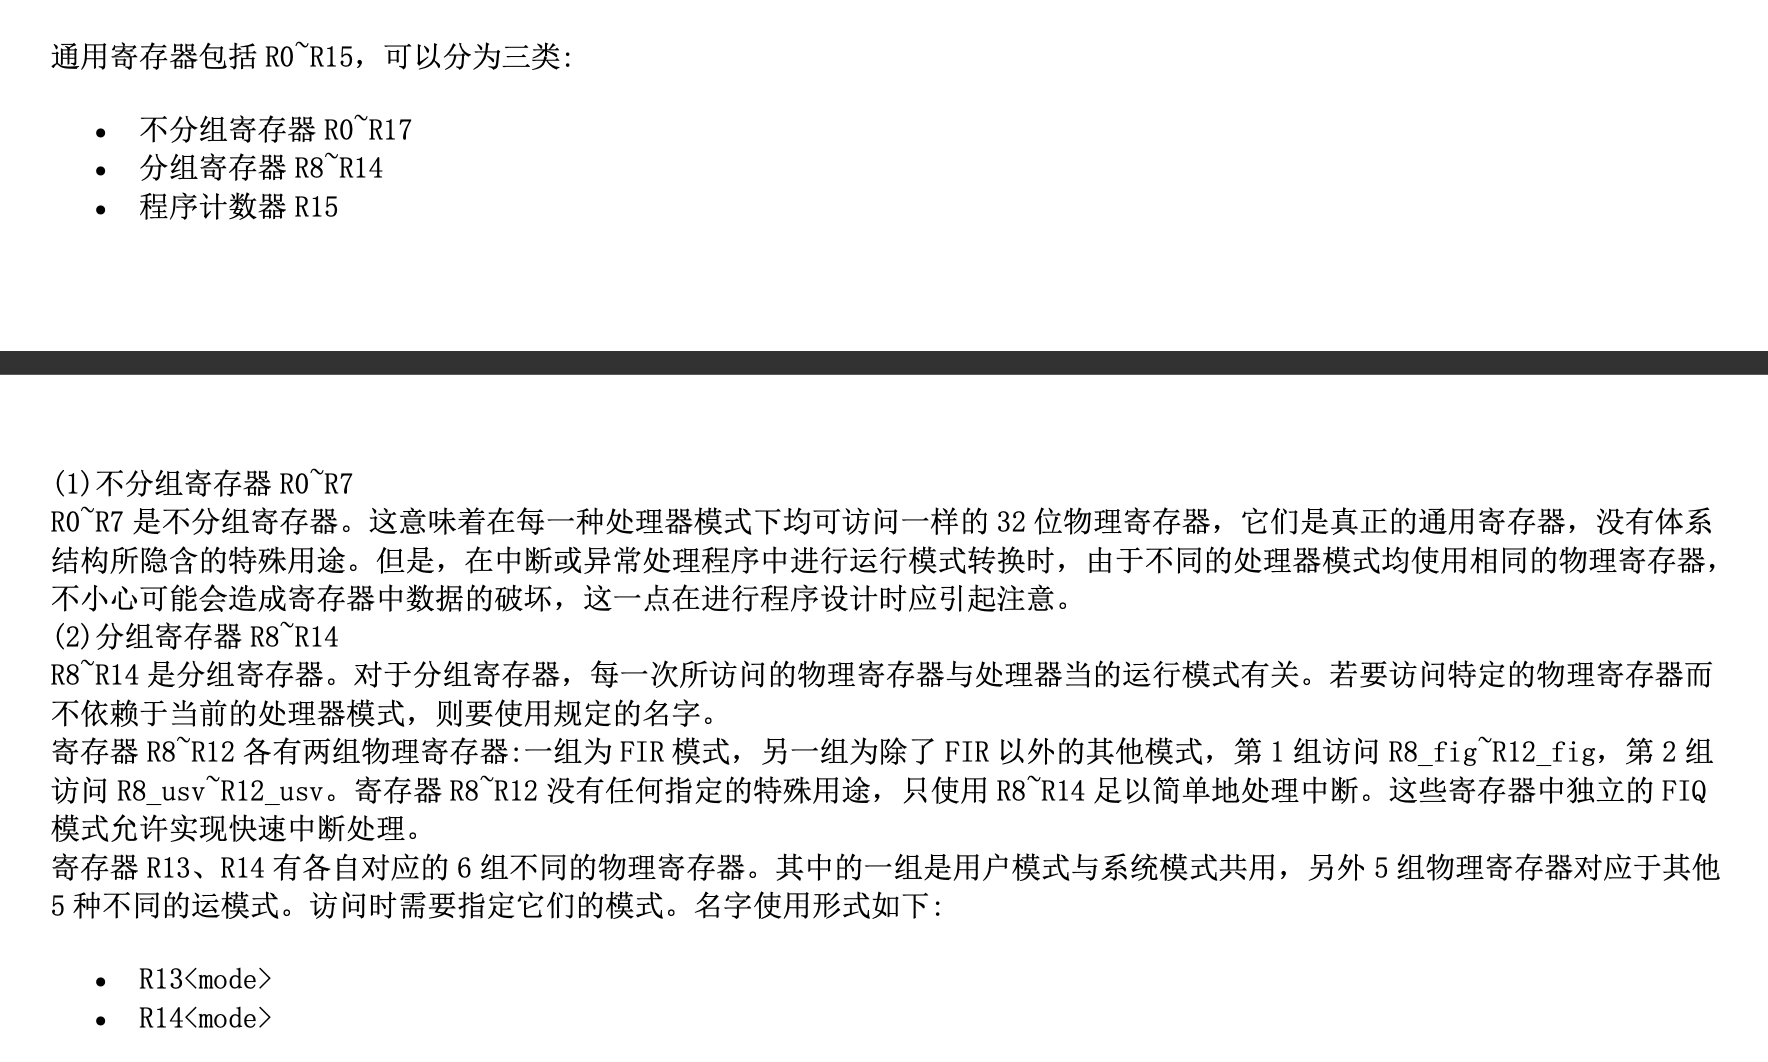 通用寄存器包括 R0~R15，可以分为三类:
• 不分组寄存器 R0~R17
• 分组寄存器 R8~R14
• 程序计数器 R15
(1)不分组寄存器 R0~R7
R0~R7 是不分组寄存器。这意味着在每一种处理器模式下均可访问一样的 32 位物理寄存器，它们是真正的通用寄存器，没有体系
结构所隐含的特殊用途。但是，在中断或异常处理程序中进行运行模式转换时，由于不同的处理器模式均使用相同的物理寄存器，
不小心可能会造成寄存器中数据的破坏，这一点在进行程序设计时应引起注意。
(2)分组寄存器 R8~R14
R8~R14 是分组寄存器。对于分组寄存器，每一次所访问的物理寄存器与处理器当的运行模式有关。若要访问特定的物理寄存器而
不依赖于当前的处理器模式，则要使用规定的名字。
寄存器 R8~R12 各有两组物理寄存器:一组为 FIR 模式，另一组为除了 FIR 以外的其他模式，第 1 组访问 R8_fig~R12_fig，第 2 组
访问 R8_usv~R12_usv。寄存器 R8~R12 没有任何指定的特殊用途，只使用 R8~R14 足以简单地处理中断。这些寄存器中独立的 FIQ
模式允许实现快速中断处理。
寄存器 R13、R14 有各自对应的 6 组不同的物理寄存器。其中的一组是用户模式与系统模式共用，另外 5 组物理寄存器对应于其他
5 种不同的运模式。访问时需要指定它们的模式。名字使用形式如下:
• R13<mode>
• R14<mode>